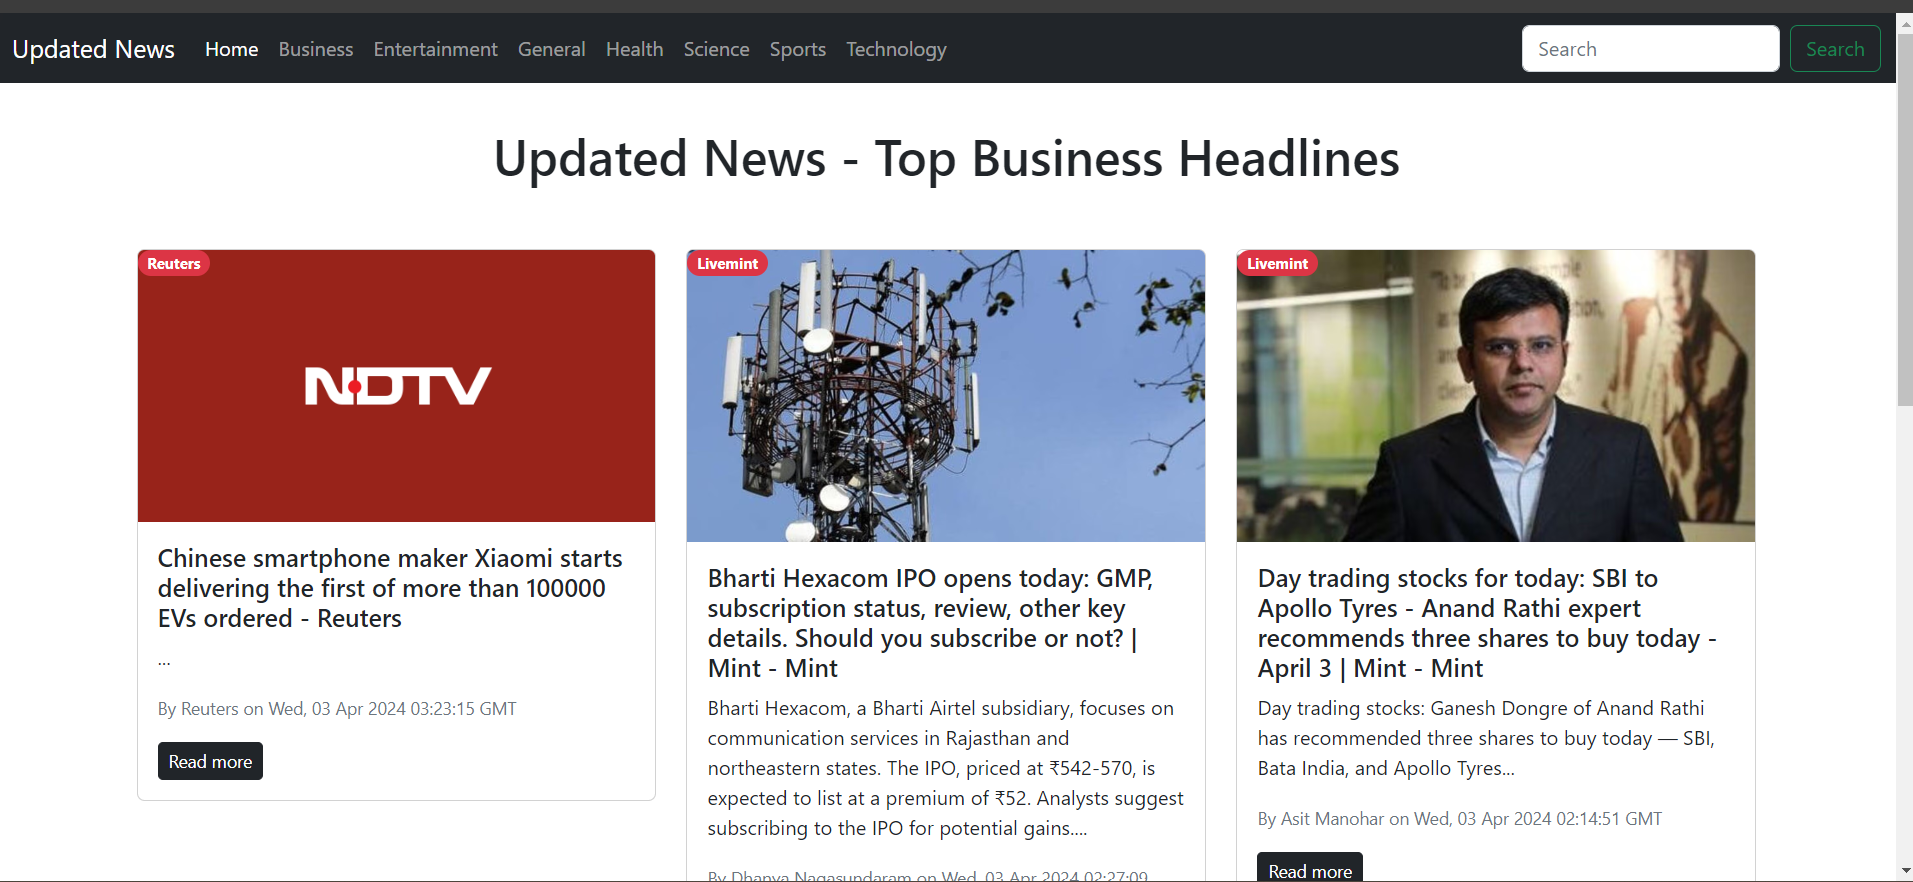 Updated News Home Business Entertainment General Health Science Sports Technology Search Search
Updated News - Top Business Headlines
Reuters
NDTV
Chinese smartphone maker Xiaomi starts
delivering the first of more than 100000
EVs ordered - Reuters
...
By Reuters on Wed, 03 Apr 2024 03:23:15 GMT
Read more
Livemint
Bharti Hexacom IPO opens today: GMP,
subscription status, review, other key
details. Should you subscribe or not? |
Mint - Mint
Bharti Hexacom, a Bharti Airtel subsidiary, focuses on
communication services in Rajasthan and
northeastern states. The IPO, priced at ₹542-570, is
expected to list at a premium of ₹52. Analysts suggest
subscribing to the IPO for potential gains....
By Dhanya Nagasundaram on Wed, 03 Apr 2024 02:27:09
Livemint
Day trading stocks for today: SBI to
Apollo Tyres - Anand Rathi expert
recommends three shares to buy today -
April 3 | Mint - Mint
Day trading stocks: Ganesh Dongre of Anand Rathi
has recommended three shares to buy today — SBI,
Bata India, and Apollo Tyres...
By Asit Manohar on Wed, 03 Apr 2024 02:14:51 GMT
Read more